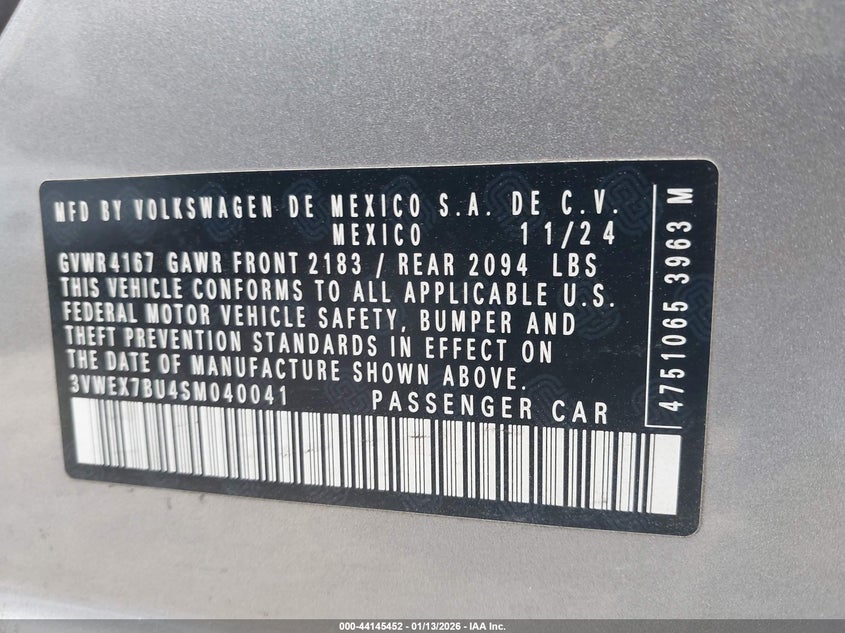 MFD BY VOLKSWAGEN DE MEXICO S.A. DE C.V.
MEXICO 11/24
GVWR 4167 GAWR FRONT 2183 / REAR 2094 LBS
THIS VEHICLE CONFORMS TO ALL APPLICABLE U.S.
FEDERAL MOTOR VEHICLE SAFETY, BUMPER AND
THEFT PREVENTION STANDARDS IN EFFECT ON
THE DATE OF MANUFACTURE SHOWN ABOVE.
3VWEX7BU4SM040041
PASSENGER CAR
4751065 3963 M
000-44145452 - 01/13/2026 - IAA Inc.